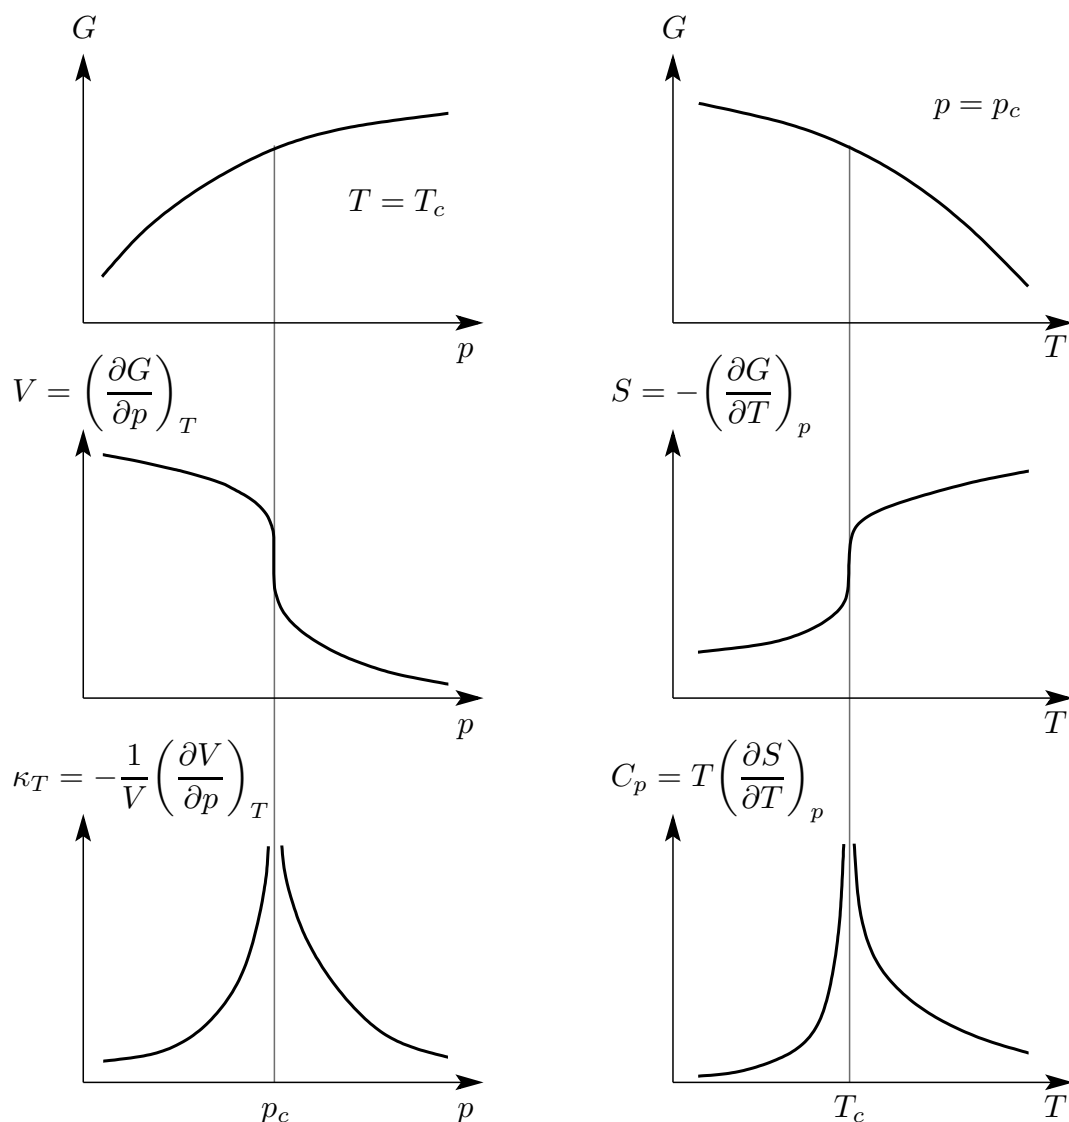 G G
p = p_c
T = T_c
p T
V = (∂G/∂p)_T S = -(∂G/∂T)_p
p T
κ_T = -1/V (∂V/∂p)_T C_p = T(∂S/∂T)_p
p_c p T_c T